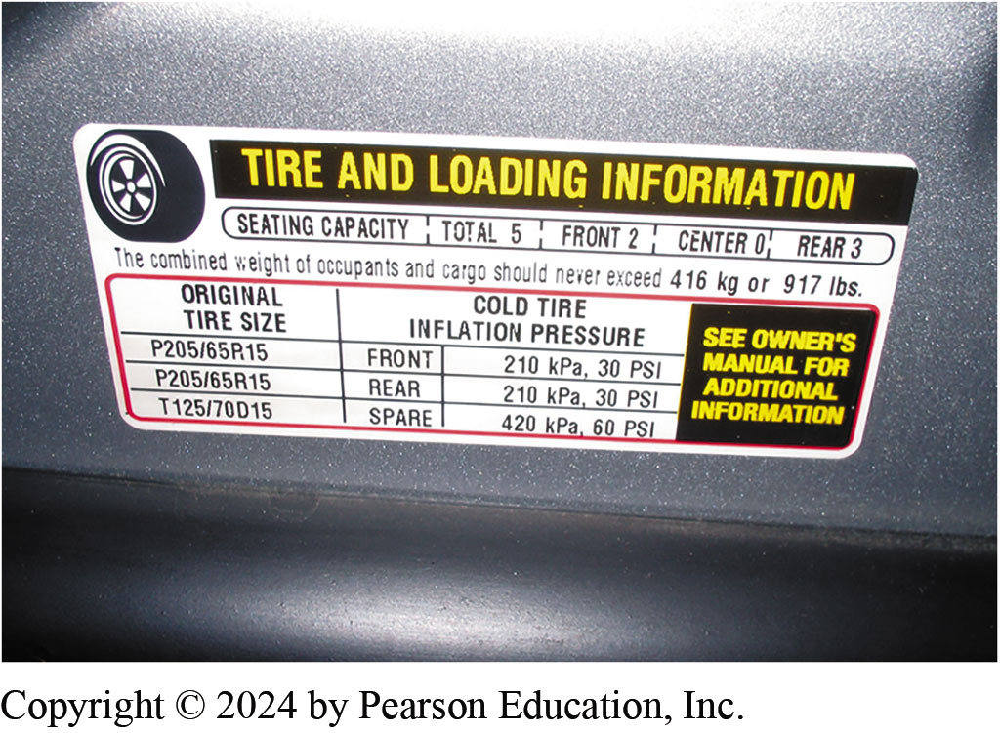 TIRE AND LOADING INFORMATION
SEATING CAPACITY TOTAL 5 FRONT 2 CENTER 0 REAR 3
The combined weight of occupants and cargo should never exceed 416 kg or 917 lbs.
ORIGINAL
TIRE SIZE
COLD TIRE
INFLATION PRESSURE
P205/65R15 FRONT 210 kPa, 30 PSI
P205/65R15 REAR 210 kPa, 30 PSI
T125/70D15 SPARE 420 kPa, 60 PSI
SEE OWNER'S
MANUAL FOR
ADDITIONAL
INFORMATION
Copyright © 2024 by Pearson Education, Inc.